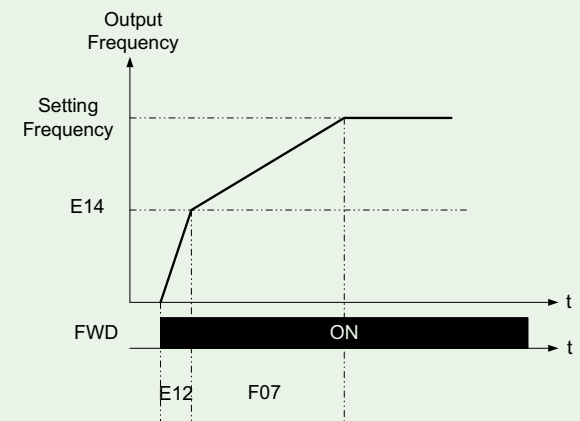 Output
Frequency
Setting
Frequency
E14
t
FWD
ON
t
E12
F07